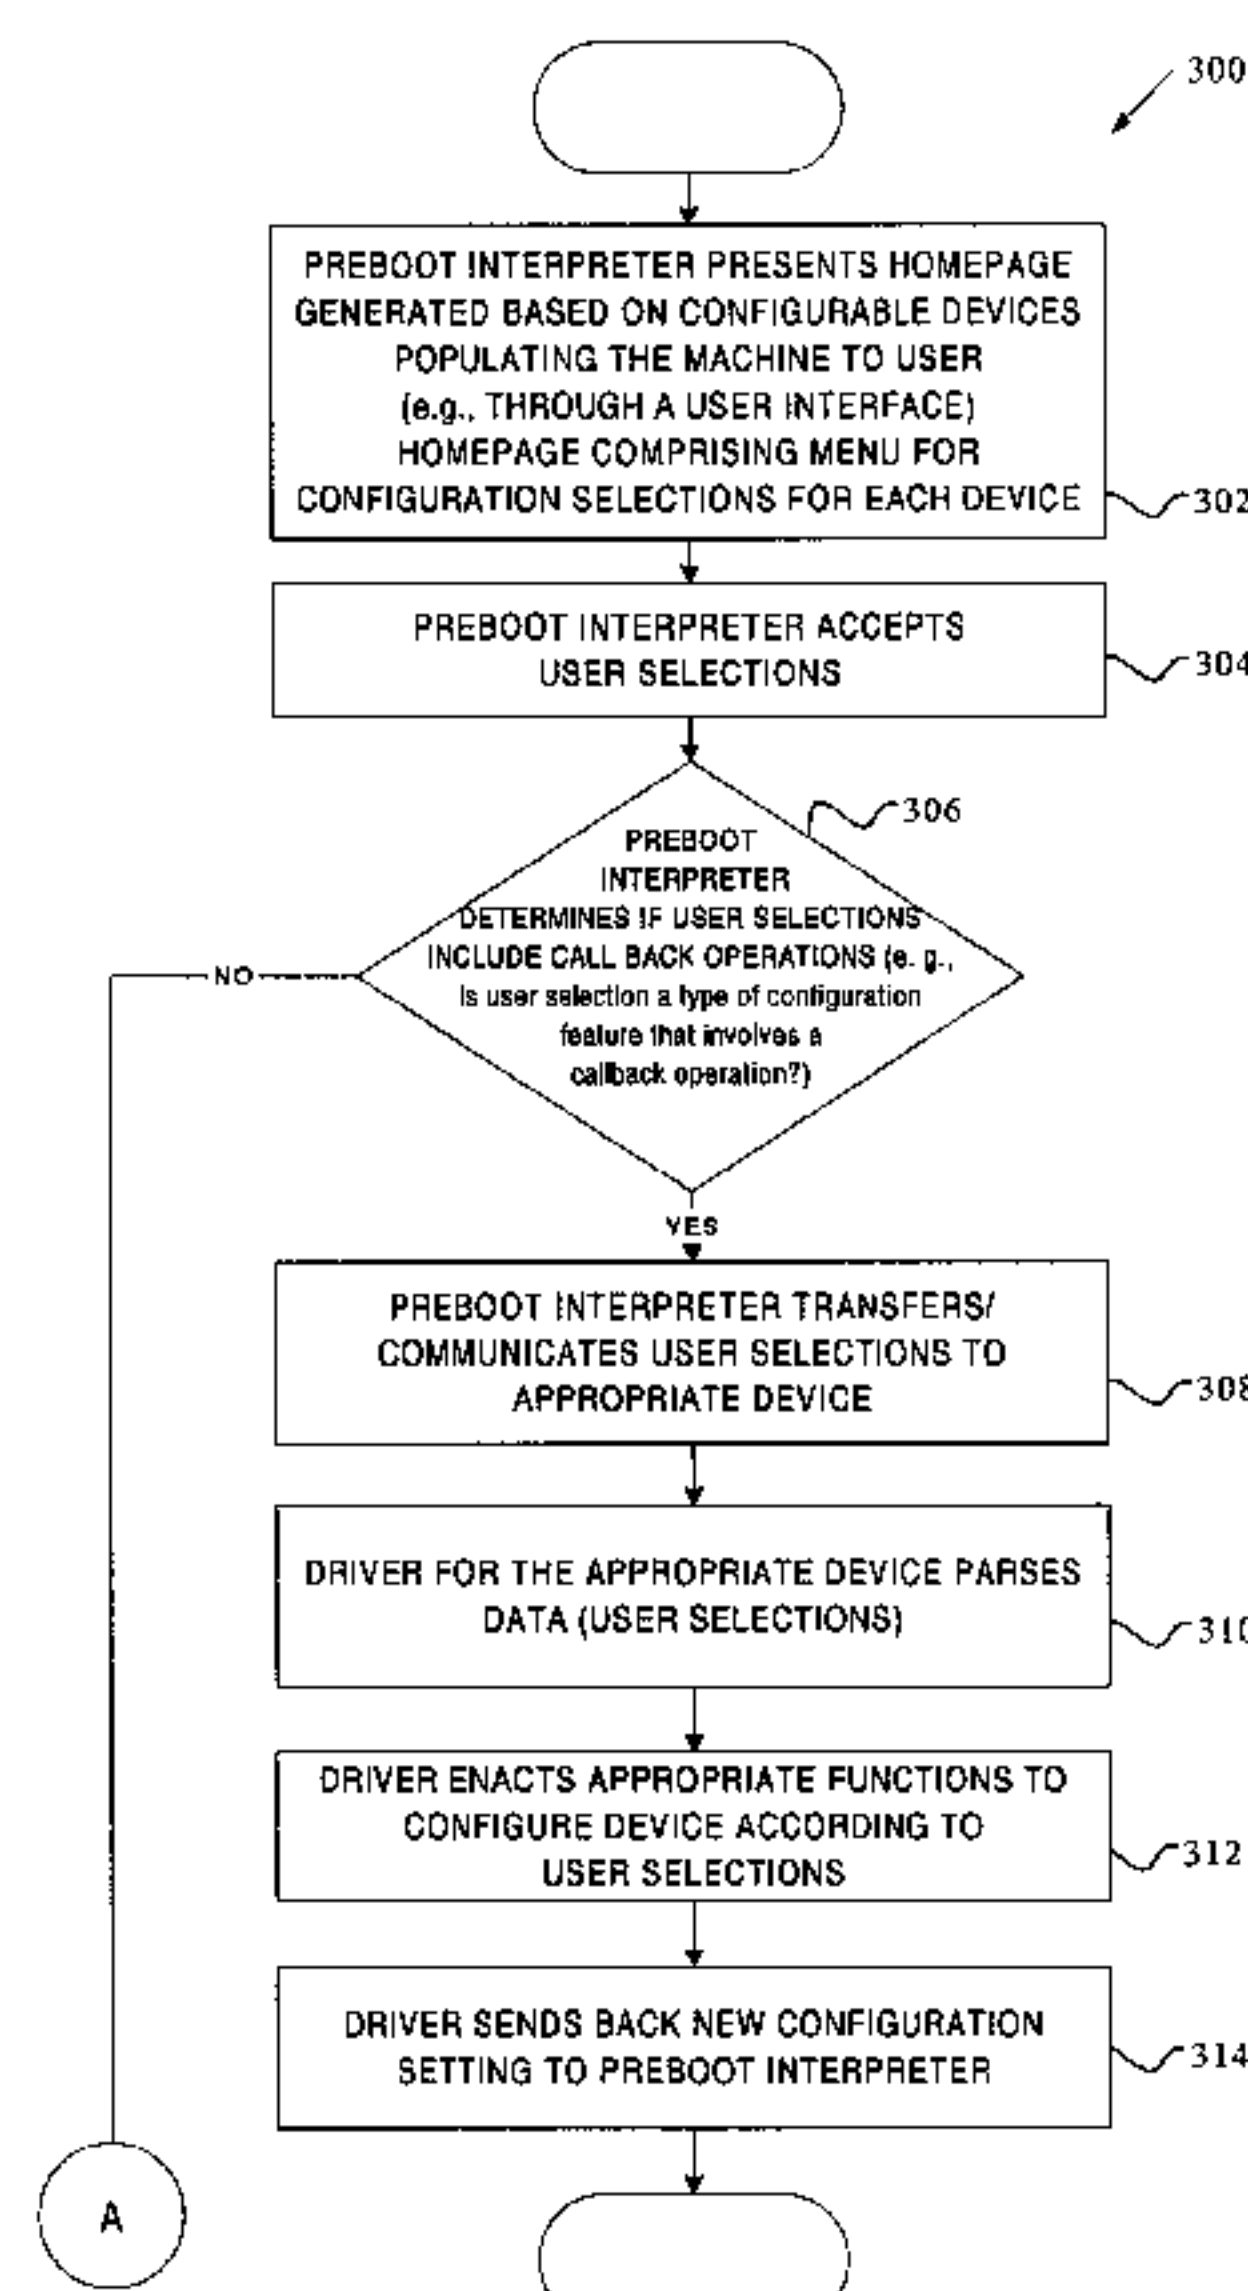 300
PREBOOT INTERPRETER PRESENTS HOMEPAGE
GENERATED BASED ON CONFIGURABLE DEVICES
POPULATING THE MACHINE TO USER
(e.g., THROUGH A USER INTERFACE)
HOMEPAGE COMPRISING MENU FOR
CONFIGURATION SELECTIONS FOR EACH DEVICE
302
PREBOOT INTERPRETER ACCEPTS
USER SELECTIONS
304
306
PREBOOT
INTERPRETER
DETERMINES IF USER SELECTIONS
INCLUDE CALL BACK OPERATIONS (e. g.,
is user selection a type of configuration
feature that involves a
callback operation?)
NO
YES
PREBOOT INTERPRETER TRANSFERS/
COMMUNICATES USER SELECTIONS TO
APPROPRIATE DEVICE
308
DRIVER FOR THE APPROPRIATE DEVICE PARSES
DATA (USER SELECTIONS)
310
DRIVER ENACTS APPROPRIATE FUNCTIONS TO
CONFIGURE DEVICE ACCORDING TO
USER SELECTIONS
312
DRIVER SENDS BACK NEW CONFIGURATION
SETTING TO PREBOOT INTERPRETER
314
A